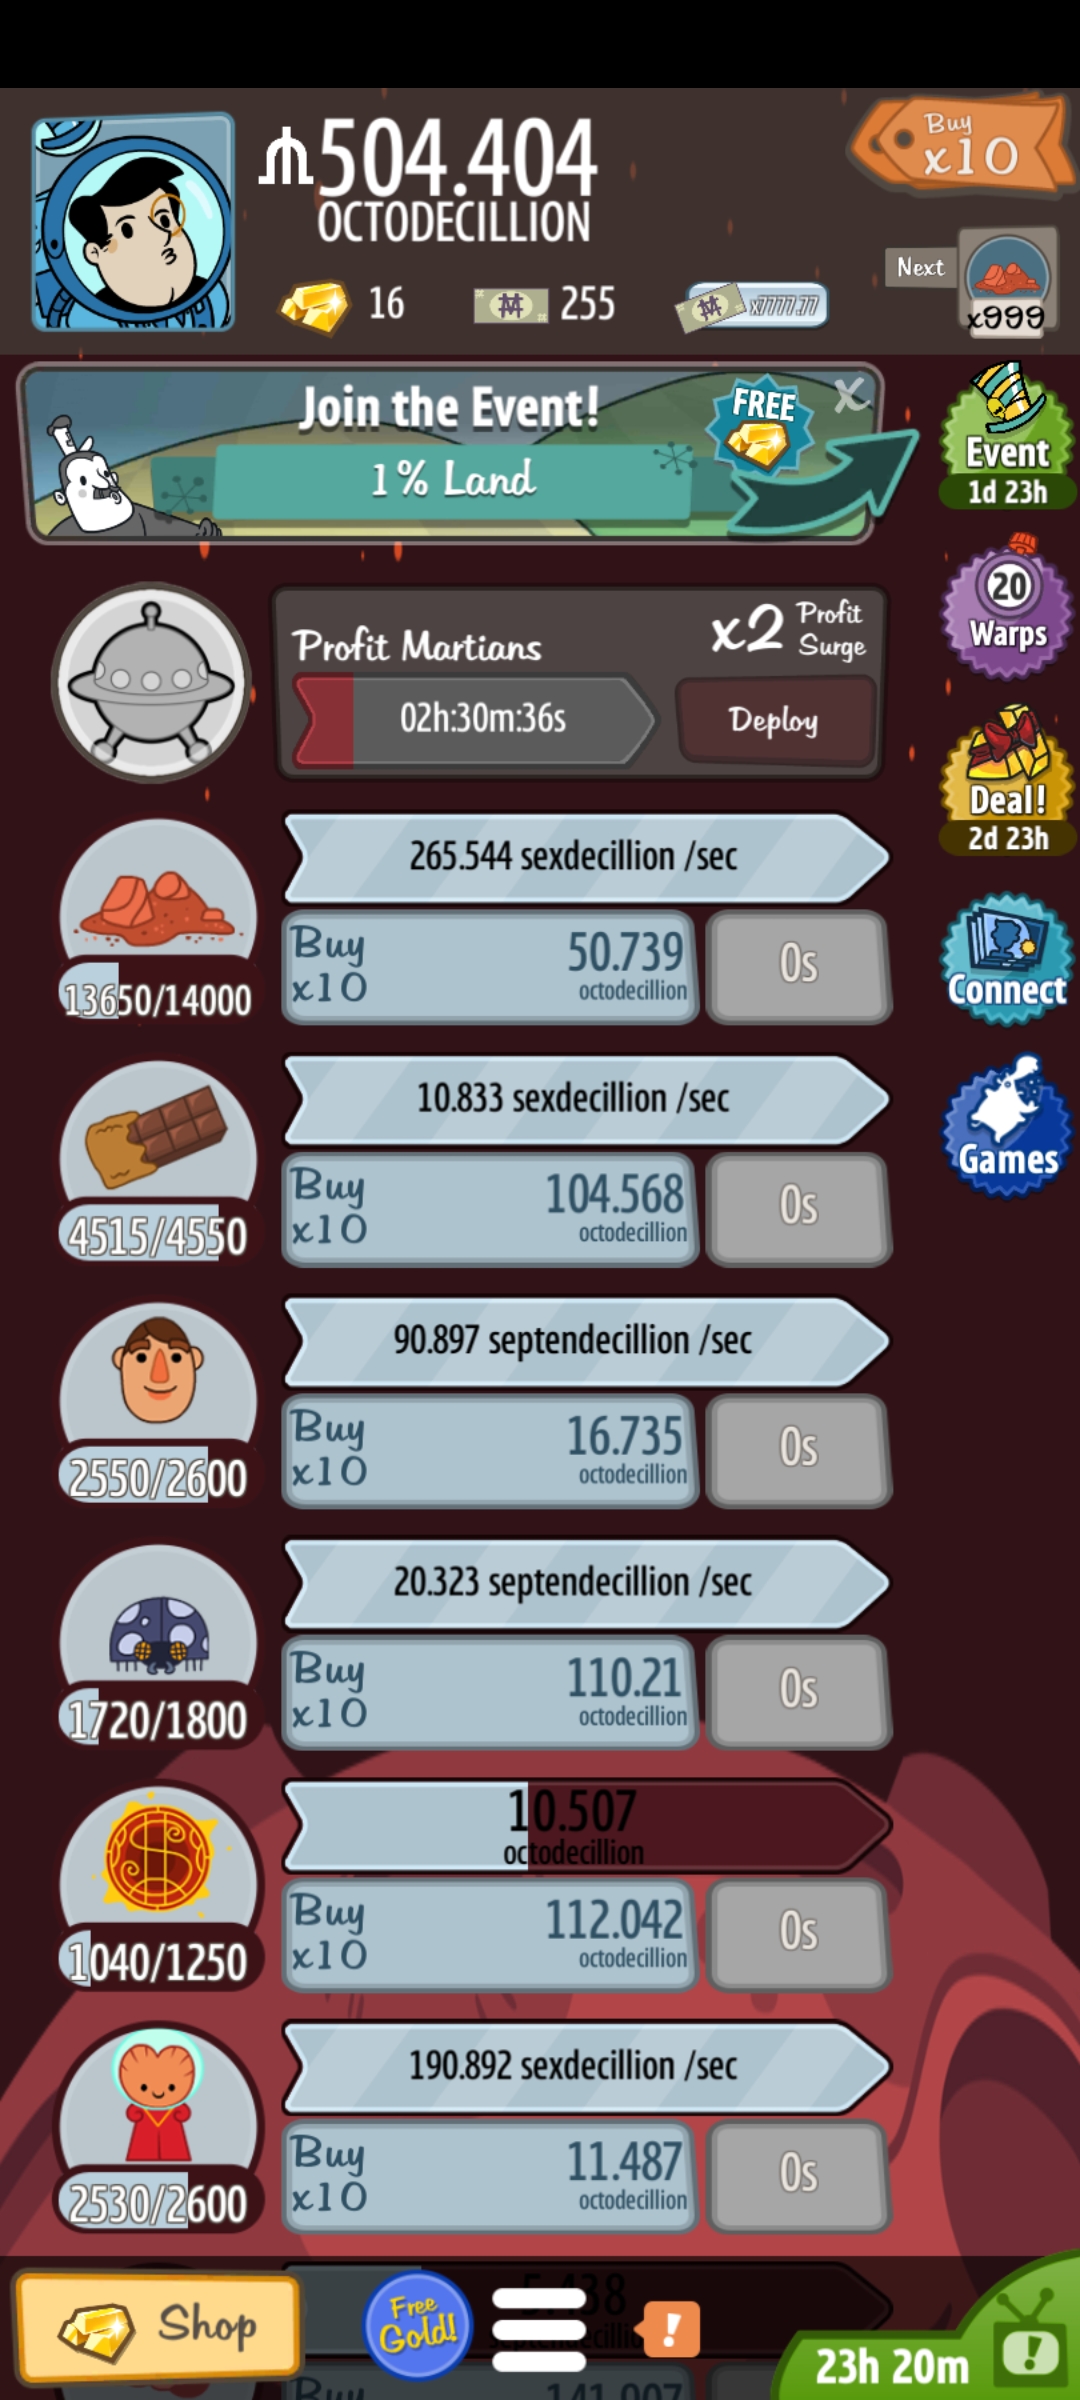 504.404
OCTODECILLION
16
255
x7777.77
Buy
x10
Next
x999
Join the Event!
FREE
X
1% Land
Event
1d 23h
20
Warps
Profit Martians
x2 Profit
Surge
02h:30m:36s
Deploy
Deal!
2d 23h
265.544 sexdecillion /sec
Buy
x10
50.739
octodecillion
0s
13650/14000
Connect
10.833 sexdecillion /sec
Buy
x10
104.568
octodecillion
0s
4515/4550
Games
90.897 septendecillion /sec
Buy
x10
16.735
octodecillion
0s
2550/2600
20.323 septendecillion /sec
Buy
x10
110.21
octodecillion
0s
1720/1800
10.507
octodecillion
Buy
x10
112.042
octodecillion
0s
1040/1250
190.892 sexdecillion /sec
Buy
x10
11.487
octodecillion
0s
2530/2600
Shop
Free
Gold!
!
23h 20m
!
Buy